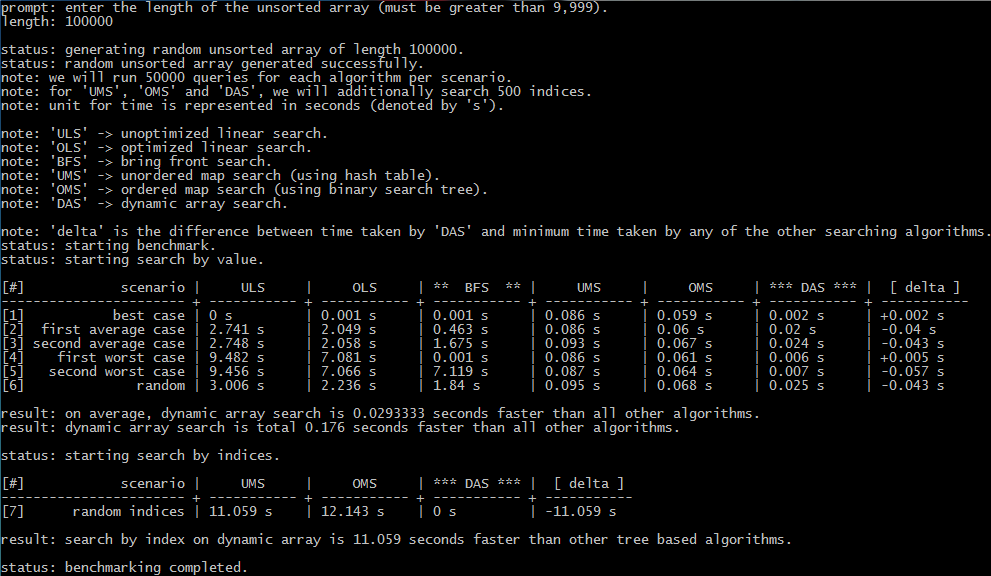 prompt: enter the length of the unsorted array (must be greater than 9,999).
length: 100000
status: generating random unsorted array of length 100000.
status: random unsorted array generated successfully.
note: we will run 50000 queries for each algorithm per scenario.
note: for 'UMS', 'OMS' and 'DAS', we will additionally search 500 indices.
note: unit for time is represented in seconds (denoted by 's').
note: 'ULS' -> unoptimized linear search.
note: 'OLS' -> optimized linear search.
note: 'BFS' -> bring front search.
note: 'UMS' -> unordered map search (using hash table).
note: 'OMS' -> ordered map search (using binary search tree).
note: 'DAS' -> dynamic array search.
note: 'delta' is the difference between time taken by 'DAS' and minimum time taken by any of the other searching algorithms.
status: starting benchmark.
status: starting search by value.
[#] scenario | ULS | OLS | ** BFS ** | UMS | OMS | *** DAS *** | [ delta ]
----------------------- + ----------- + ----------- + ----------- + ----------- + ----------- + ----------- + -----------
[1] best case | 0 s | 0.001 s | 0.001 s | 0.086 s | 0.059 s | 0.002 s | +0.002 s
[2] first average case | 2.741 s | 2.049 s | 0.463 s | 0.086 s | 0.06 s | 0.02 s | -0.04 s
[3] second average case | 2.748 s | 2.058 s | 1.675 s | 0.093 s | 0.067 s | 0.024 s | -0.043 s
[4] first worst case | 9.482 s | 7.081 s | 0.001 s | 0.086 s | 0.061 s | 0.006 s | +0.005 s
[5] second worst case | 9.456 s | 7.066 s | 7.119 s | 0.087 s | 0.064 s | 0.007 s | -0.057 s
[6] random | 3.006 s | 2.236 s | 1.84 s | 0.095 s | 0.068 s | 0.025 s | -0.043 s
result: on average, dynamic array search is 0.0293333 seconds faster than all other algorithms.
result: dynamic array search is total 0.176 seconds faster than all other algorithms.
status: starting search by indices.
[#] scenario | UMS | OMS | *** DAS *** | [ delta ]
----------------------- + ----------- + ----------- + ----------- + -----------
[7] random indices | 11.059 s | 12.143 s | 0 s | -11.059 s
result: search by index on dynamic array is 11.059 seconds faster than other tree based algorithms.
status: benchmarking completed.